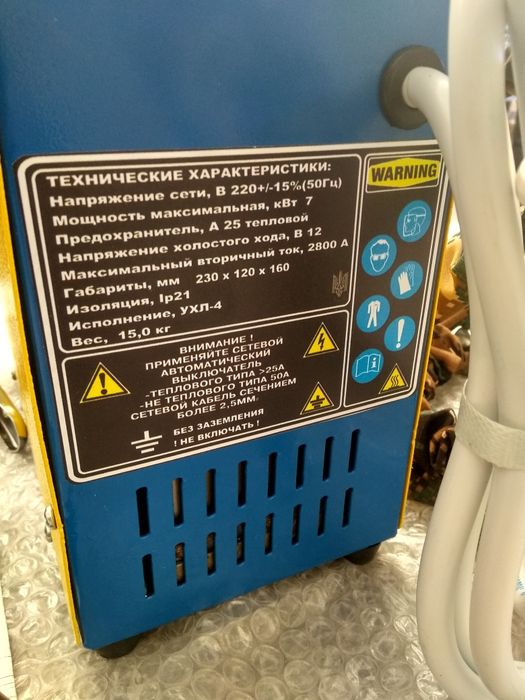 ТЕХНИЧЕСКИЕ ХАРАКТЕРИСТИКИ:
Напряжение сети, В 220+/-15%(50Гц)
Мощность максимальная, кВт 7
Предохранитель, А 25 тепловой
Напряжение холостого хода, В 12
Максимальный вторичный ток, 2800 А
Габариты, мм 230 х 120 х 160
Изоляция, Ip21
Исполнение, УХЛ-4
Вес, 15,0 кг
WARNING
ВНИМАНИЕ !
ПРИМЕНЯЙТЕ СЕТЕВОЙ
АВТОМАТИЧЕСКИЙ
ВЫКЛЮЧАТЕЛЬ
-ТЕПЛОВОГО ТИПА >25А
-НЕ ТЕПЛОВОГО ТИПА 50А
СЕТЕВОЙ КАБЕЛЬ СЕЧЕНИЕМ
БОЛЕЕ 2,5ММ.
БЕЗ ЗАЗЕМЛЕНИЯ
! НЕ ВКЛЮЧАТЬ !